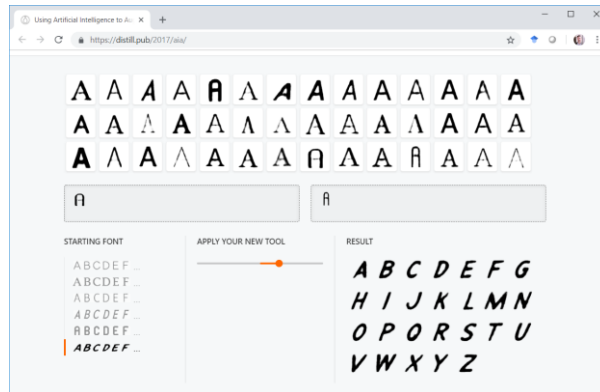 Using Artificial Intelligence to Au
https://distill.pub/2017/aia/
A A A A A A A A A A A A A A
A A A A A A A A A A A A A A
A A A A A A A A A A A A A A
A
A
STARTING FONT
ABCDEF...
ABCDEF...
ABCDEF...
ABCDEF...
ABCDEF...
ABCDEF...
APPLY YOUR NEW TOOL
RESULT
A B C D E F G
H I J K L M N
O P O R S T U
V W X Y Z